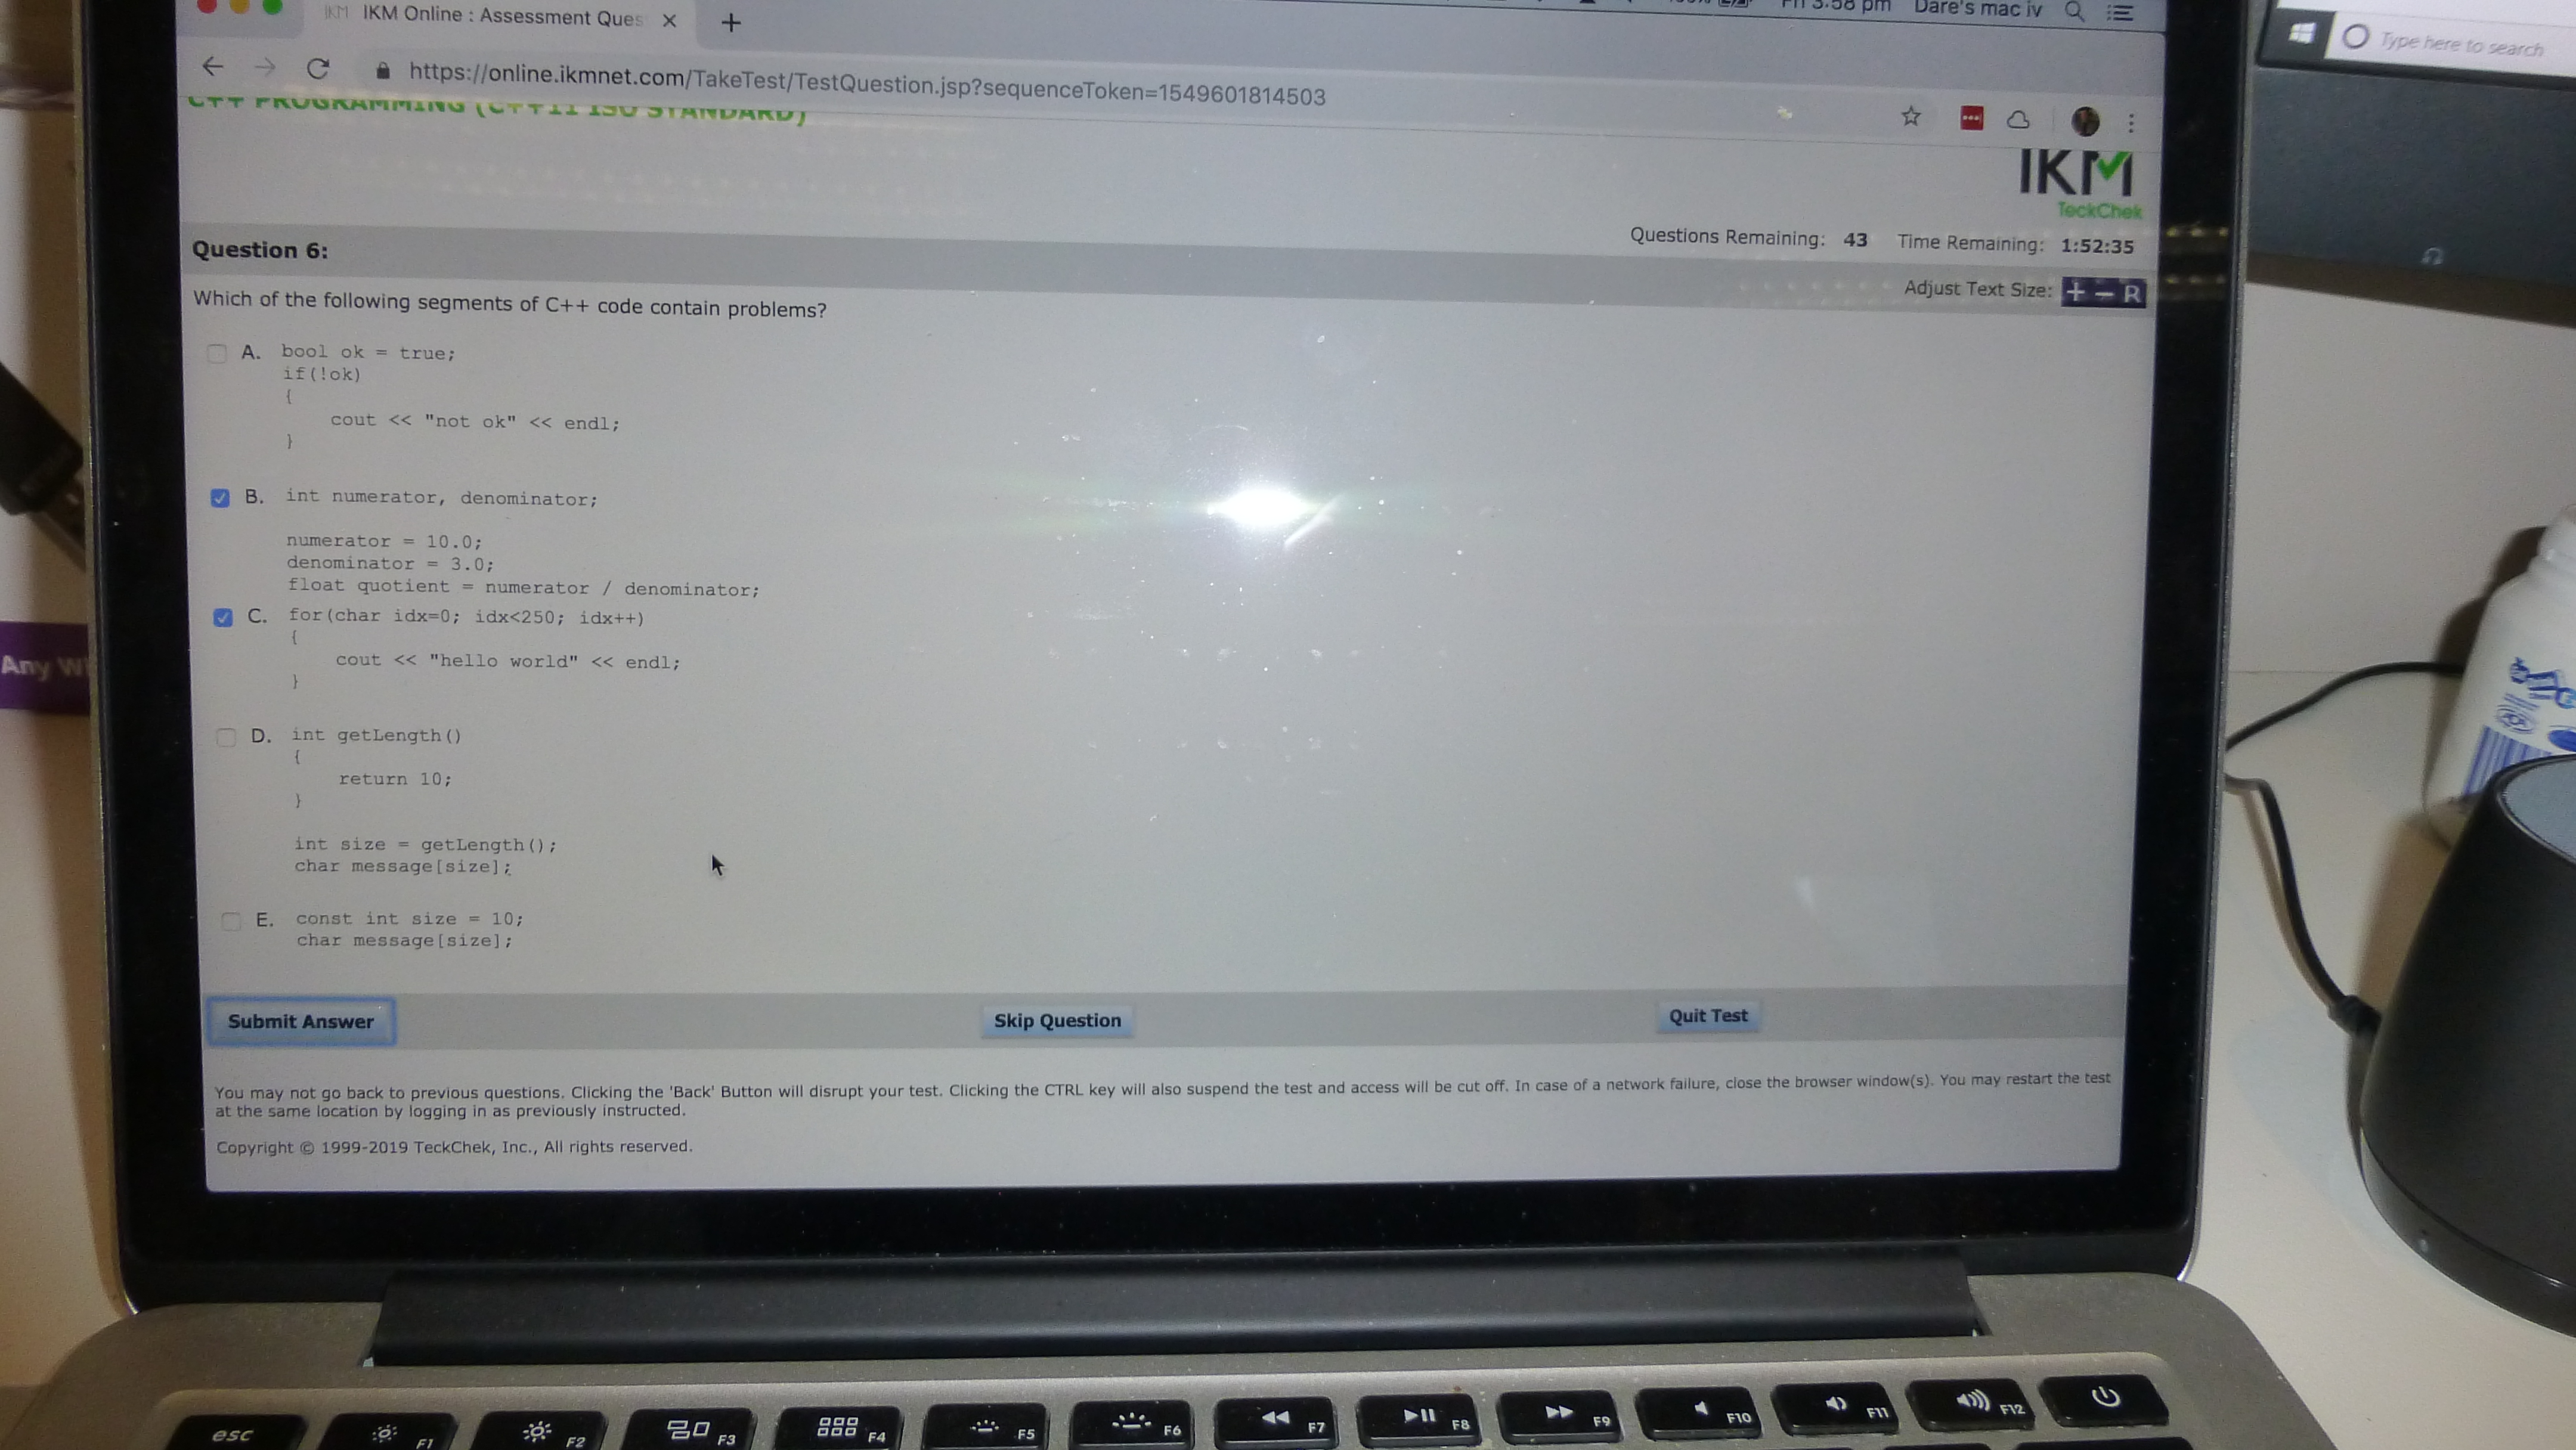 IKM Online : Assessment Ques
Dare's mac iv
Type here to search
https://online.ikmnet.com/TakeTest/TestQuestion.jsp?sequenceToken=1549601814503
C++ PROGRAMMING (C++11 ISO STANDARD)
IKM
TeckChek
Question 6:
Questions Remaining: 43 Time Remaining: 1:52:35
Adjust Text Size: + - R
Which of the following segments of C++ code contain problems?
A. bool ok = true;
if(!ok)
{
cout << "not ok" << endl;
}
B. int numerator, denominator;
numerator = 10.0;
denominator = 3.0;
float quotient = numerator / denominator;
C. for(char idx=0; idx<250; idx++)
{
cout << "hello world" << endl;
}
Any
D. int getLength()
{
return 10;
}
int size = getLength();
char message[size];
E. const int size = 10;
char message[size];
Submit Answer
Skip Question
Quit Test
You may not go back to previous questions. Clicking the 'Back' Button will disrupt your test. Clicking the CTRL key will also suspend the test and access will be cut off. In case of a network failure, close the browser window(s). You may restart the test
at the same location by logging in as previously instructed.
Copyright © 1999-2019 TeckChek, Inc., All rights reserved.
esc F1 F2 F3 F4 F5 F6 F7 F8 F9 F10 F11 F12